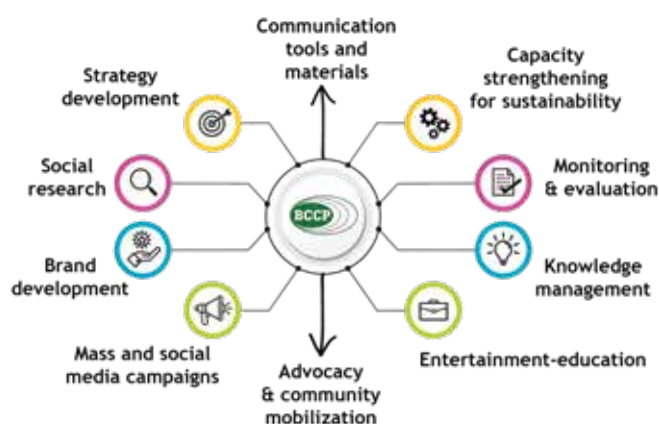 Communication
tools and
materials
Capacity
strengthening
for sustainability
Strategy
development
Social
research
Monitoring
& evaluation
BCCP
Brand
development
Knowledge
management
Mass and social
media campaigns
Entertainment-education
Advocacy
& community
mobilization